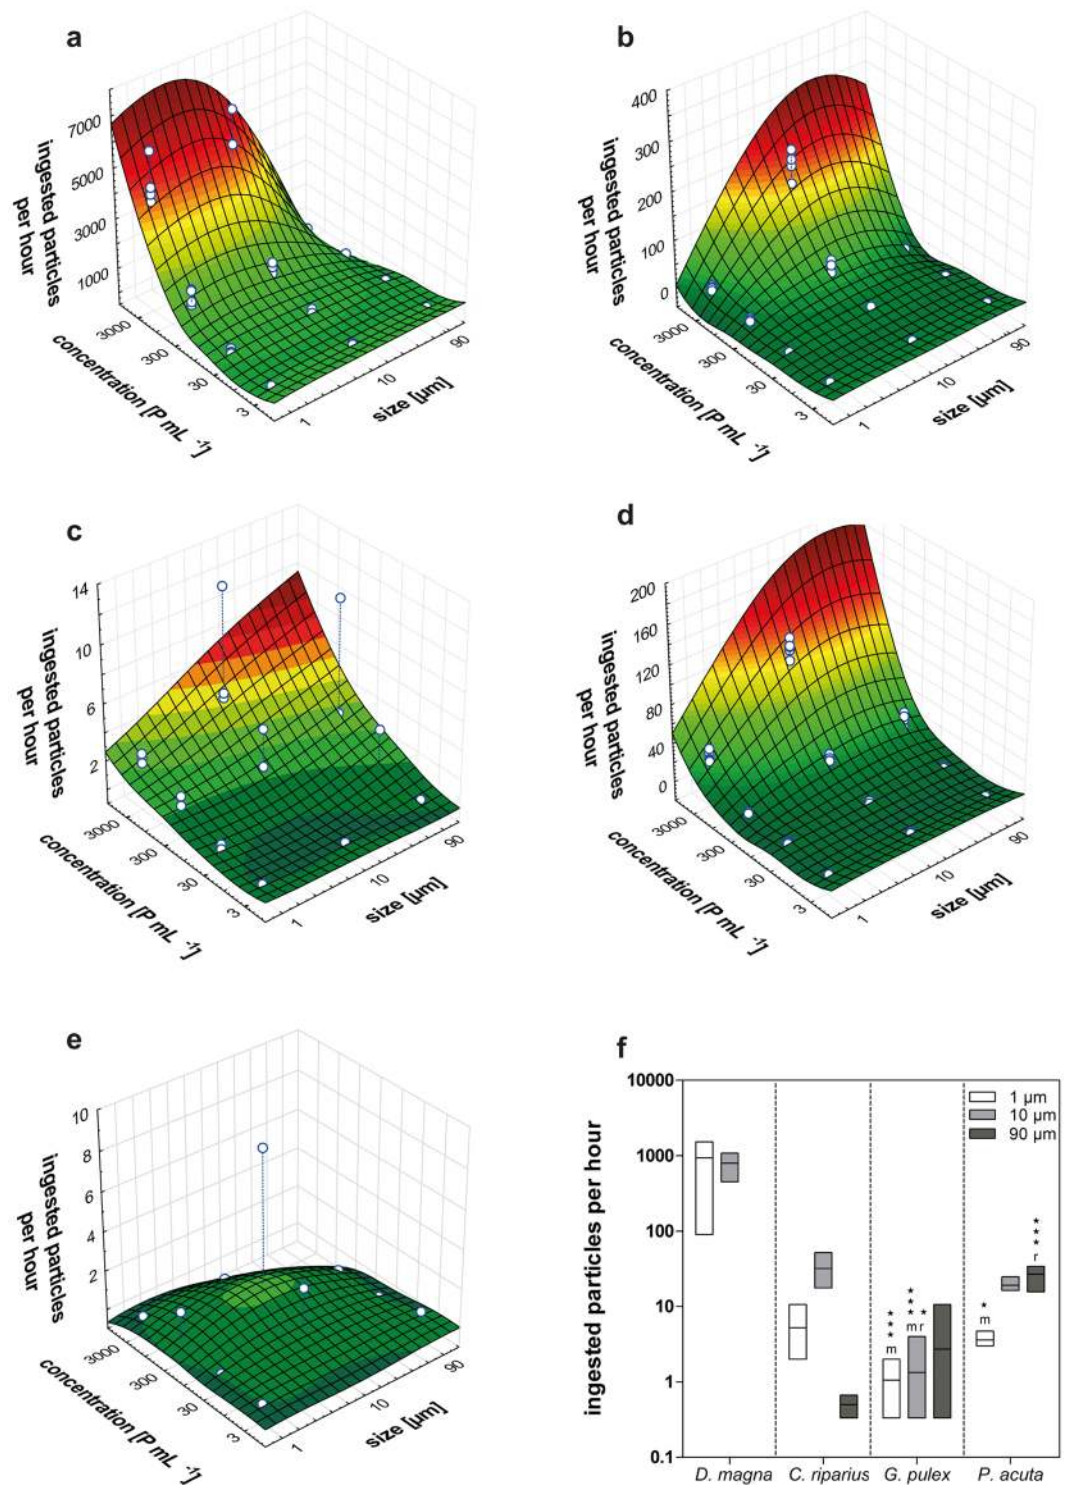 a
7000
5000
3000
1000
ingested particles
per hour
3000
300
30
3
concentration [P mL -1]
1
10
90
size [µm]
b
400
300
200
100
0
ingested particles
per hour
3000
300
30
3
concentration [P mL -1]
1
10
90
size [µm]
c
14
10
6
2
ingested particles
per hour
3000
300
30
3
concentration [P mL -1]
1
10
90
size [µm]
d
200
160
120
80
40
0
ingested particles
per hour
3000
300
30
3
concentration [P mL -1]
1
10
90
size [µm]
e
10
8
6
4
2
ingested particles
per hour
3000
300
30
3
concentration [P mL -1]
1
10
90
size [µm]
f
10000
1000
100
10
1
0.1
ingested particles per hour
1 µm
10 µm
90 µm
***
m
***
m
*
r
*
m
***
r
D. magna
C. riparius
G. pulex
P. acuta